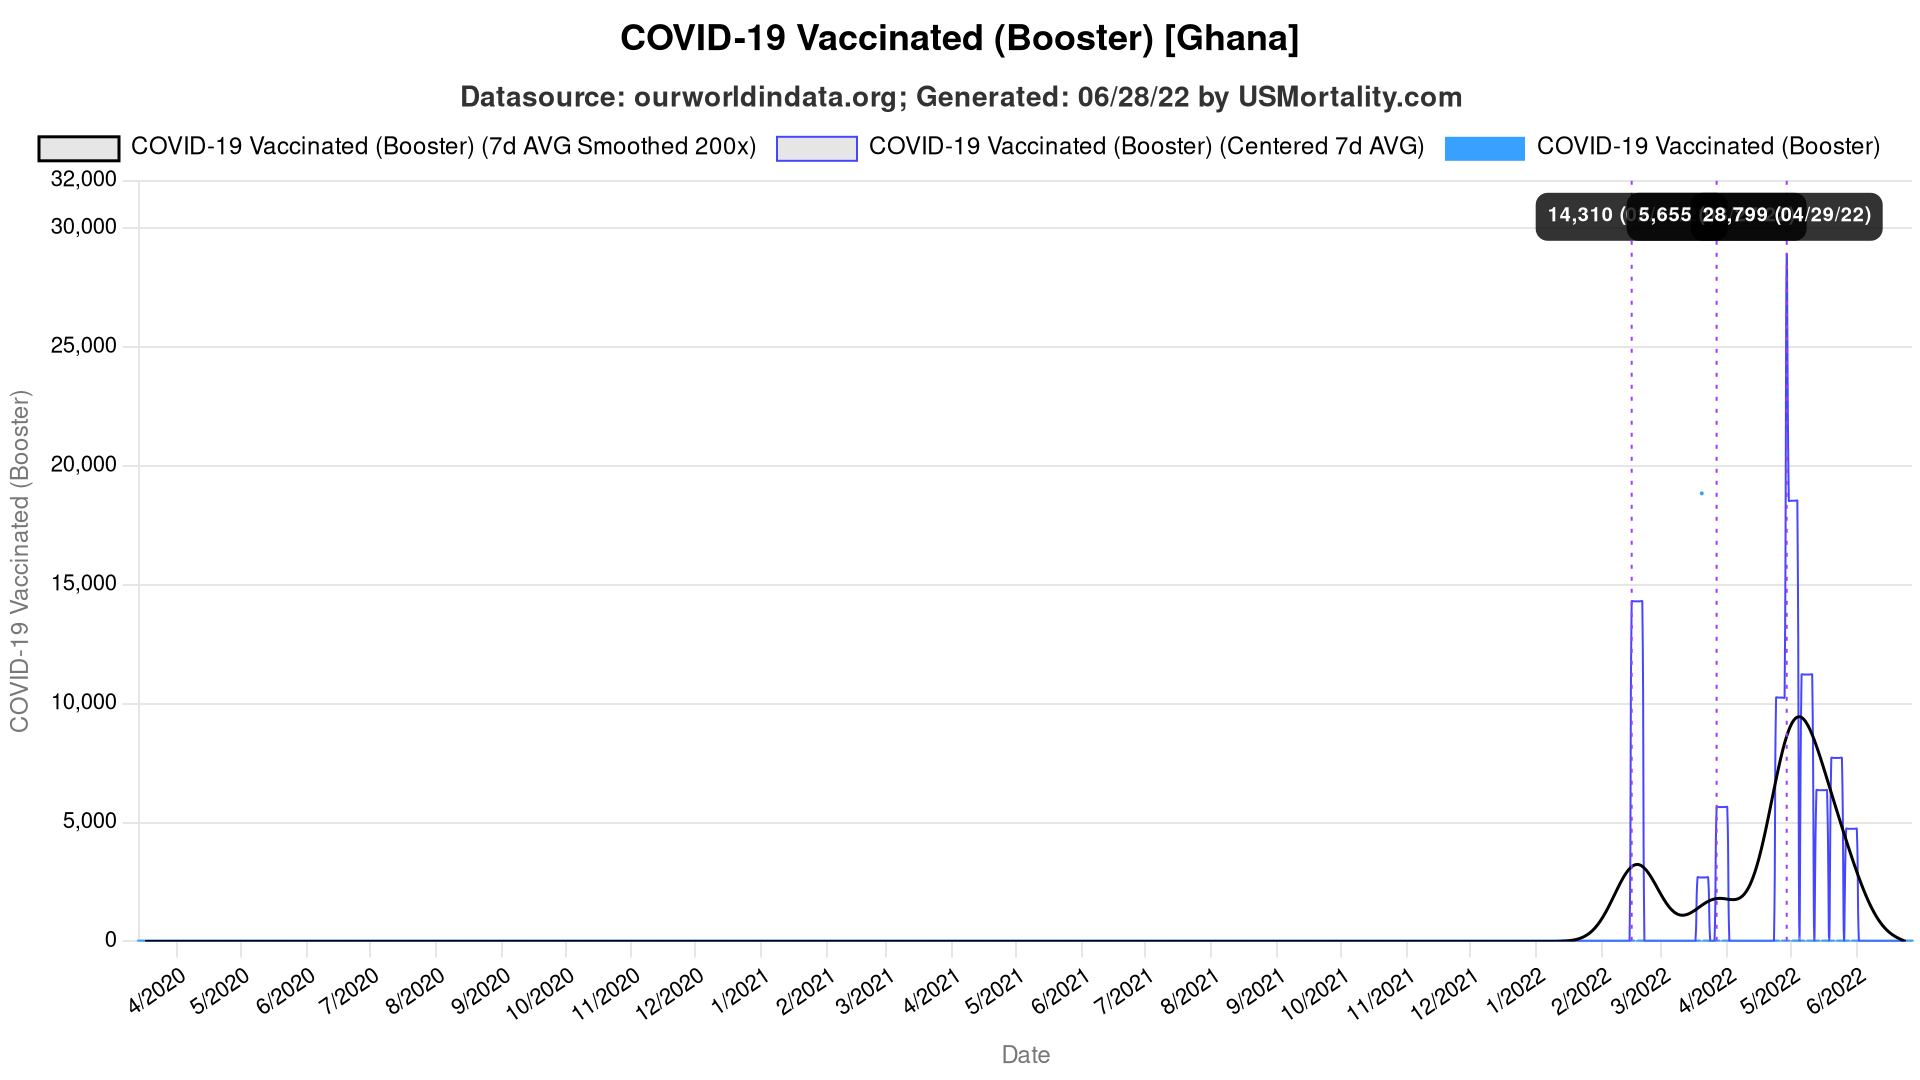 COVID-19 Vaccinated (Booster) [Ghana]
Datasource: ourworldindata.org; Generated: 06/28/22 by USMortality.com
COVID-19 Vaccinated (Booster) (7d AVG Smoothed 200x) COVID-19 Vaccinated (Booster) (Centered 7d AVG) COVID-19 Vaccinated (Booster)
32,000
14,310 ( 5,655 28,799 (04/29/22)
30,000
25,000
20,000
15,000
10,000
5,000
0
COVID-19 Vaccinated (Booster)
4/2020 5/2020 6/2020 7/2020 8/2020 9/2020 10/2020 11/2020 12/2020 1/2021 2/2021 3/2021 4/2021 5/2021 6/2021 7/2021 8/2021 9/2021 10/2021 11/2021 12/2021 1/2022 2/2022 3/2022 4/2022 5/2022 6/2022
Date